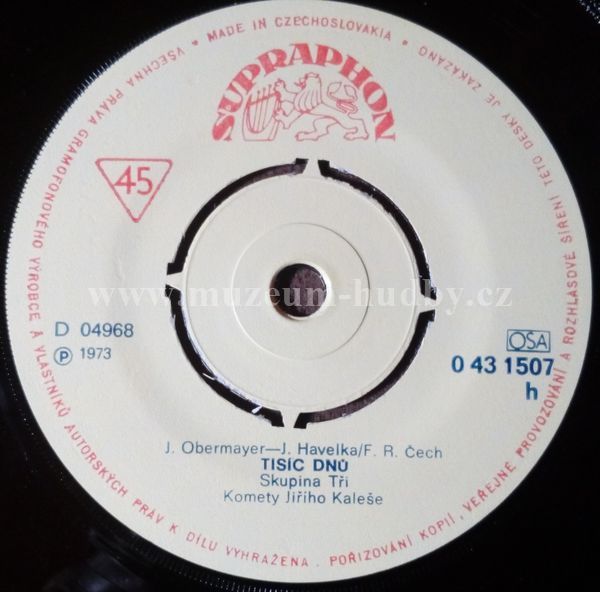 VŠECHNA PRÁVA GRAMOFONOVÉHO VÝROBCE A VLASTNÍKŮ AUTORSKÝCH PRÁV K DÍLU VYHRAŽENA. POŘIZOVÁNÍ KOPIÍ, VEŘEJNÉ PROVOZOVÁNÍ A ROZHLASOVÉ ŠÍŘENÍ TÉTO DESKY JE ZAKÁZÁNO
• MADE IN CZECHOSLOVAKIA •
SUPRAPHON
45
www.muzeum-hudby.cz
D 04968
Ⓟ 1973
OSA
0 43 1507
h
J. Obermayer—J. Havelka/F. R. Čech
TISÍC DNŮ
Skupina Tři
Komety Jiřího Kaleše